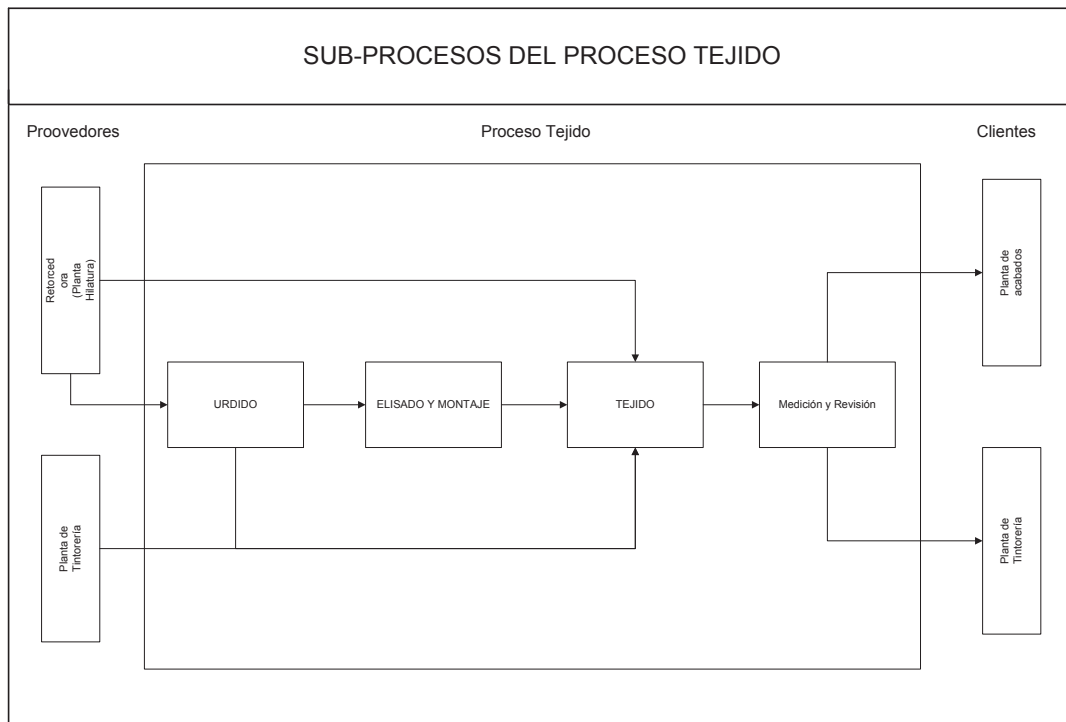 SUB-PROCESOS DEL PROCESO TEJIDO
Proovedores
Proceso Tejido
Clientes
Retorced
ora
(Planta
Hilatura)
Planta de
acabados
URDIDO
ELISADO Y MONTAJE
TEJIDO
Medición y Revisión
Planta de
Tintorería
Planta de
Tintorería